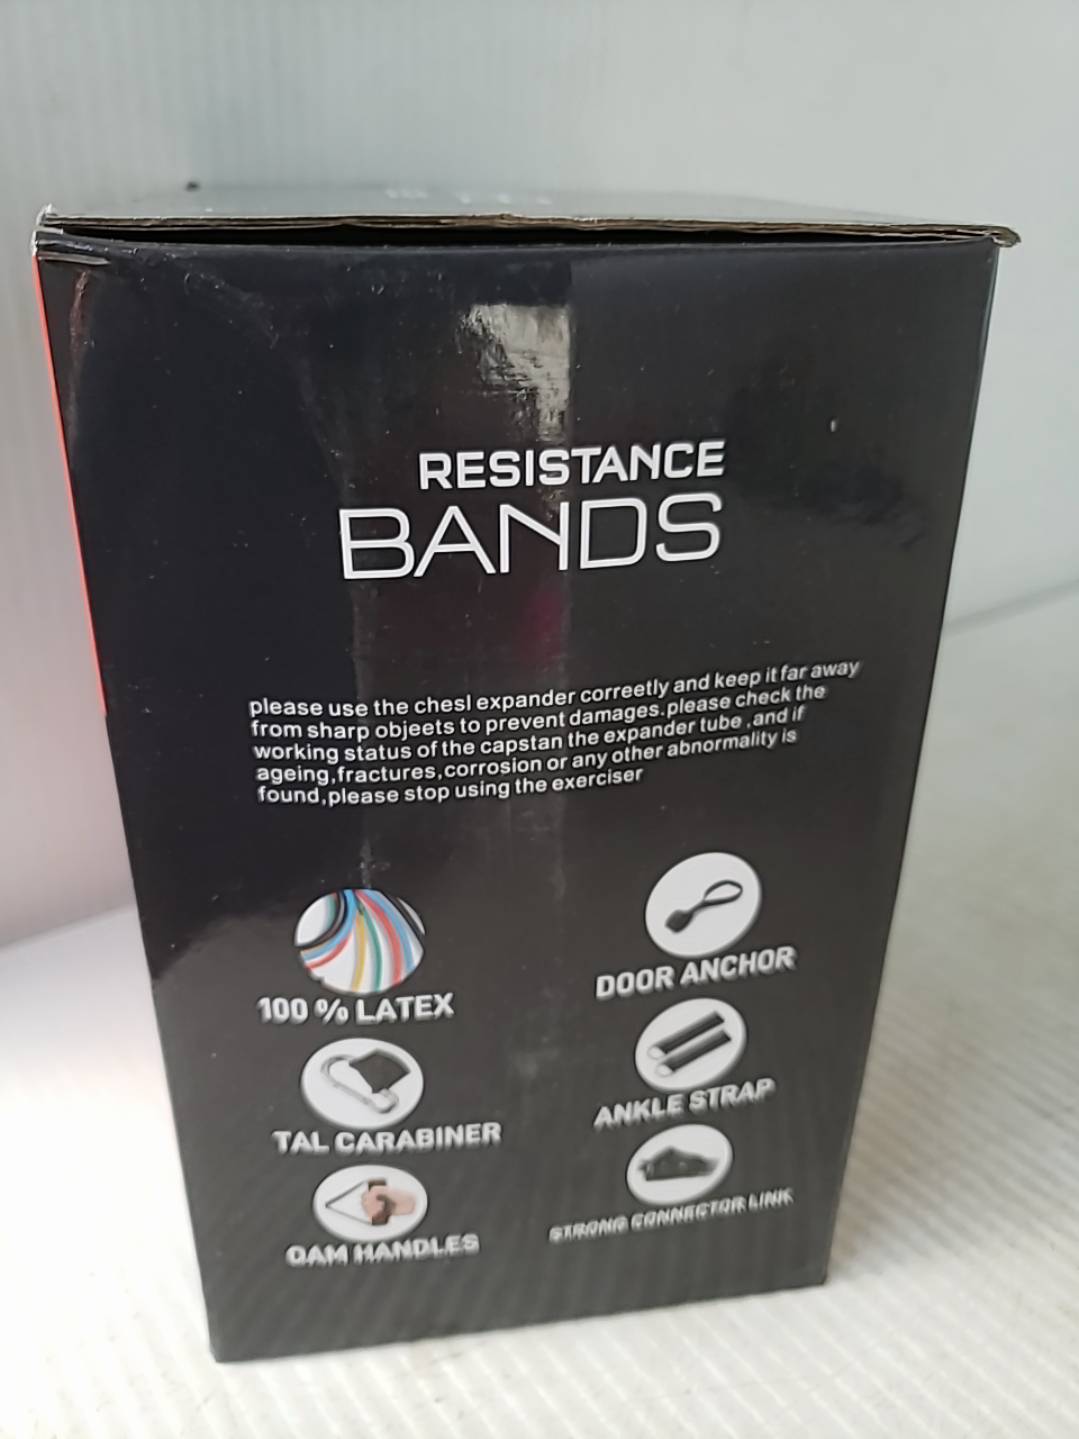 RESISTANCE
BANDS
please use the chesl expander correetly and keep it far away
from sharp objeets to prevent damages.please check the
working status of the capstan the expander tube ,and if
ageing,fractures,corrosion or any other abnormality is
found,please stop using the exerciser
100 % LATEX
DOOR ANCHOR
TAL CARABINER
ANKLE STRAP
OAM HANDLES
STRONG CONNECTOR LINK